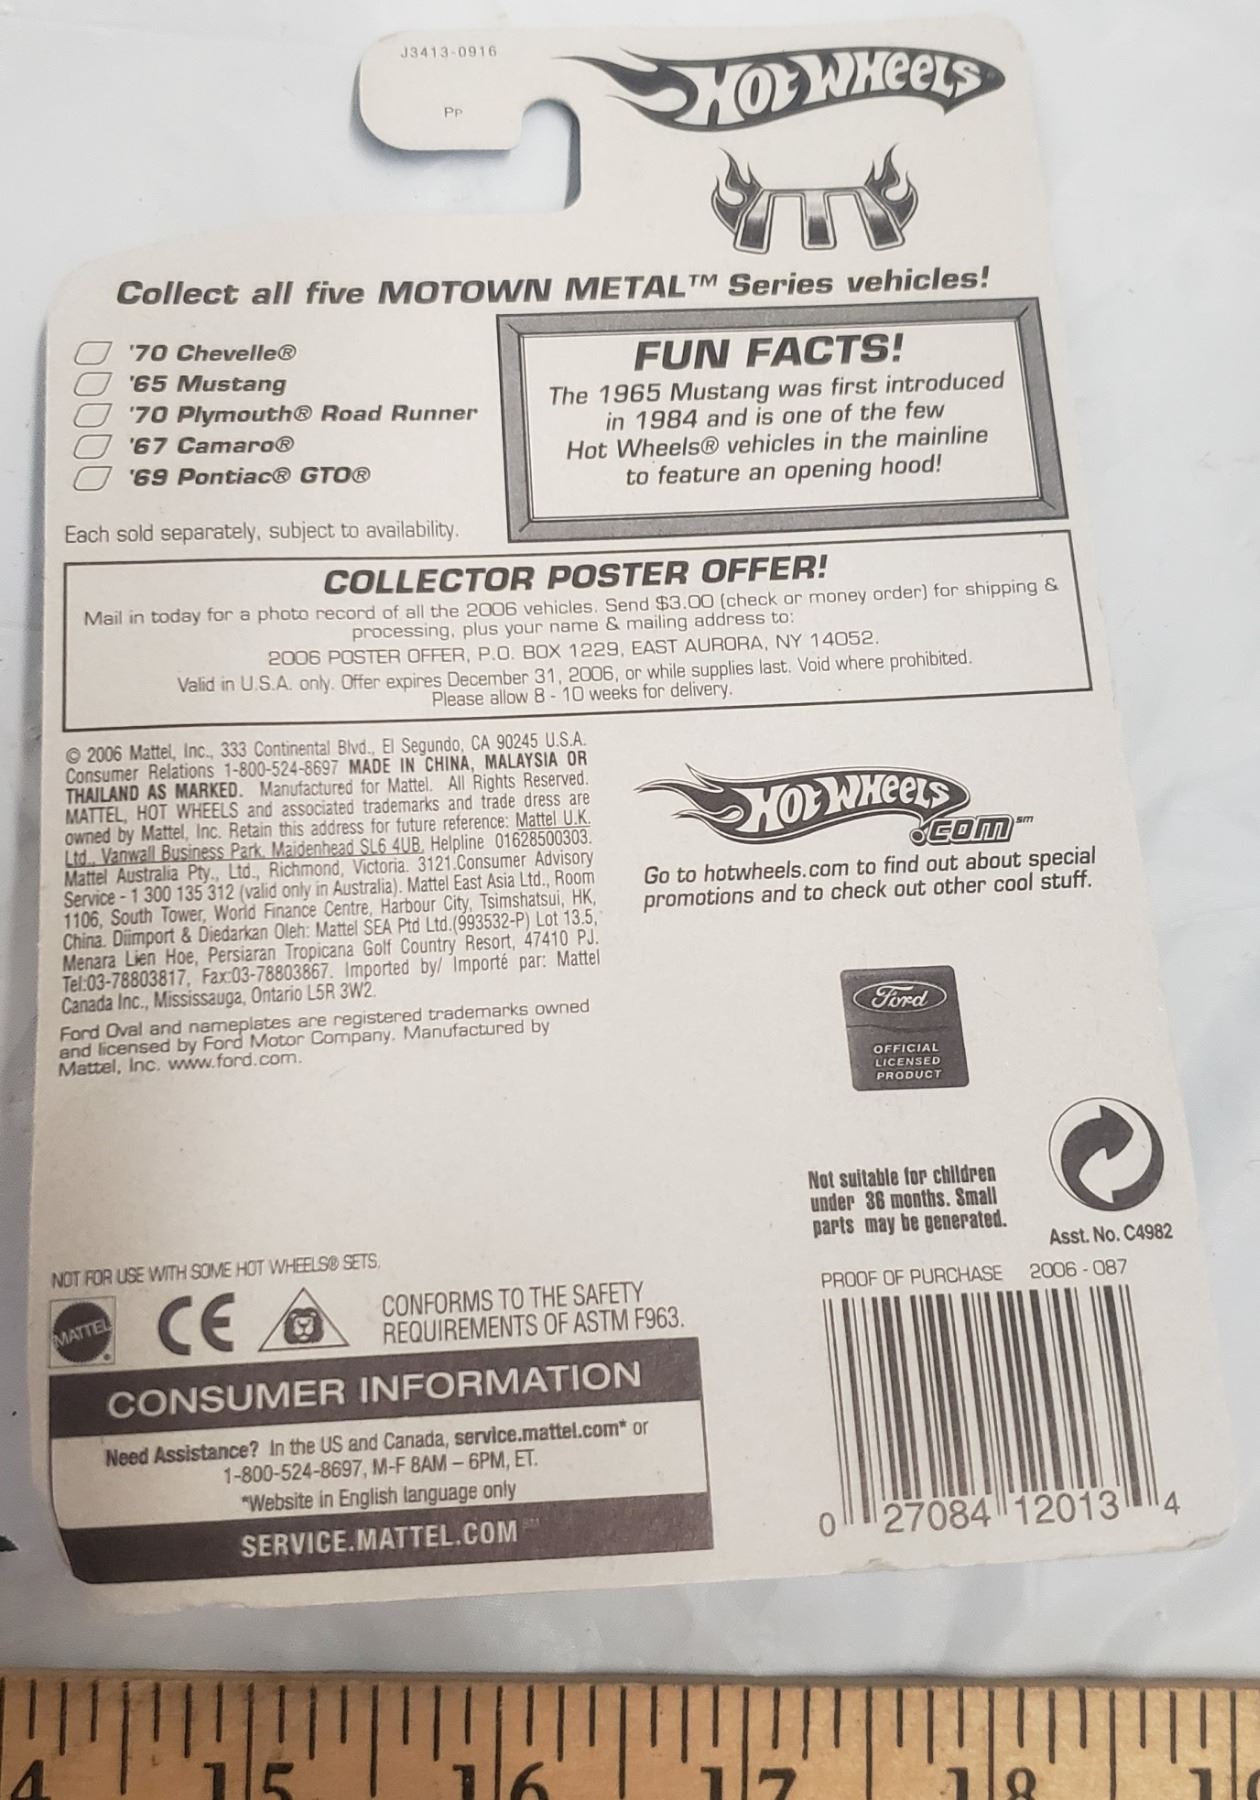 J3413-0916
PP
HOT WHEELS
Collect all five MOTOWN METAL™ Series vehicles!
'70 Chevelle®
'65 Mustang
'70 Plymouth® Road Runner
'67 Camaro®
'69 Pontiac® GTO®
Each sold separately, subject to availability.
FUN FACTS!
The 1965 Mustang was first introduced
in 1984 and is one of the few
Hot Wheels® vehicles in the mainline
to feature an opening hood!
COLLECTOR POSTER OFFER!
Mail in today for a photo record of all the 2006 vehicles. Send $3.00 (check or money order) for shipping &
processing, plus your name & mailing address to:
2006 POSTER OFFER, P.O. BOX 1229, EAST AURORA, NY 14052.
Valid in U.S.A. only. Offer expires December 31, 2006, or while supplies last. Void where prohibited.
Please allow 8 - 10 weeks for delivery.
© 2006 Mattel, Inc., 333 Continental Blvd., El Segundo, CA 90245 U.S.A.
Consumer Relations 1-800-524-8697 MADE IN CHINA, MALAYSIA OR
THAILAND AS MARKED. Manufactured for Mattel. All Rights Reserved.
MATTEL, HOT WHEELS and associated trademarks and trade dress are
owned by Mattel, Inc. Retain this address for future reference: Mattel U.K.
Ltd., Vanwall Business Park, Maidenhead SL6 4UB, Helpline 01628500303.
Mattel Australia Pty., Ltd., Richmond, Victoria. 3121.Consumer Advisory
Service - 1 300 135 312 (valid only in Australia). Mattel East Asia Ltd., Room
1106, South Tower, World Finance Centre, Harbour City, Tsimshatsui, HK,
China. Diimport & Diedarkan Oleh: Mattel SEA Ptd Ltd.(993532-P) Lot 13.5,
Menara Lien Hoe, Persiaran Tropicana Golf Country Resort, 47410 PJ.
Tel:03-78803817, Fax:03-78803867. Imported by/ Importé par: Mattel
Canada Inc., Mississauga, Ontario L5R 3W2.
Ford Oval and nameplates are registered trademarks owned
and licensed by Ford Motor Company. Manufactured by
Mattel, Inc. www.ford.com.
HOT WHEELS
.com℠
Go to hotwheels.com to find out about special
promotions and to check out other cool stuff.
Ford
OFFICIAL
LICENSED
PRODUCT
Not suitable for children
under 36 months. Small
parts may be generated.
Asst. No. C4982
PROOF OF PURCHASE 2006 - 087
0 27084 12013 4
NOT FOR USE WITH SOME HOT WHEELS® SETS.
MATTEL
CE
CONFORMS TO THE SAFETY
REQUIREMENTS OF ASTM F963.
CONSUMER INFORMATION
Need Assistance? In the US and Canada, service.mattel.com* or
1-800-524-8697, M-F 8AM – 6PM, ET.
*Website in English language only
SERVICE.MATTEL.COM℠
4 15 16 17 18 1